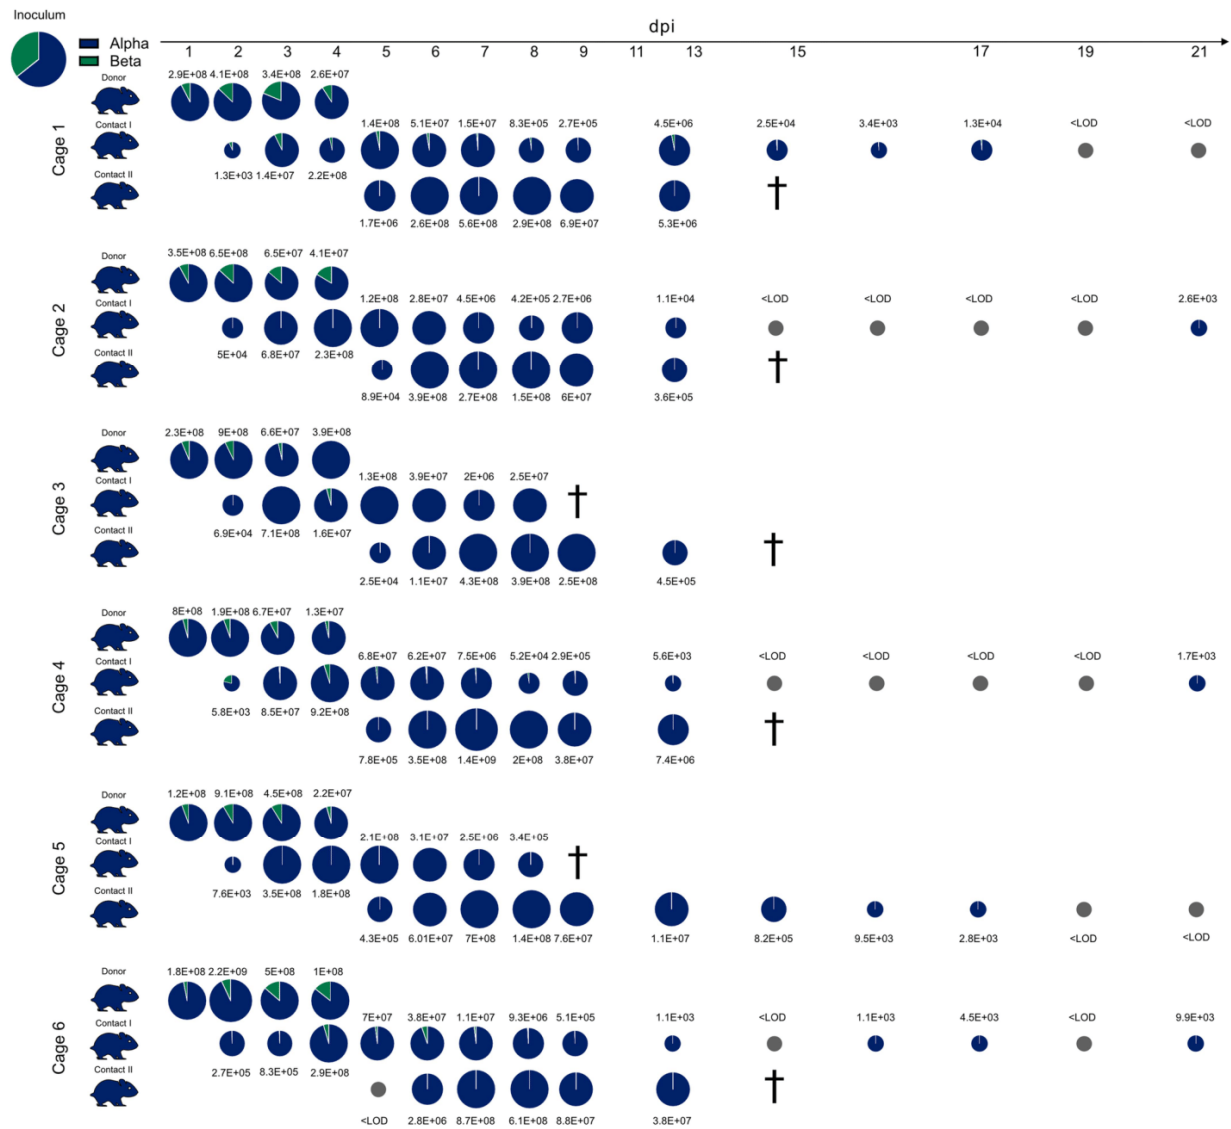 Inoculum
Alpha
Beta
dpi
1 2 3 4 5 6 7 8 9 11 13 15 17 19 21
Cage 1
Donor
2.9E+08 4.1E+08 3.4E+08 2.6E+07
Contact I
1.4E+08 5.1E+07 1.5E+07 8.3E+05 2.7E+05 4.5E+06 2.5E+04 3.4E+03 1.3E+04 <LOD <LOD
1.3E+03 1.4E+07 2.2E+08
Contact II
1.7E+06 2.6E+08 5.6E+08 2.9E+08 6.9E+07 5.3E+06
Cage 2
Donor
3.5E+08 6.5E+08 6.5E+07 4.1E+07
Contact I
1.2E+08 2.8E+07 4.5E+06 4.2E+05 2.7E+06 1.1E+04 <LOD <LOD <LOD <LOD 2.6E+03
5E+04 6.8E+07 2.3E+08
Contact II
8.9E+04 3.9E+08 2.7E+08 1.5E+08 6E+07 3.6E+05
Cage 3
Donor
2.3E+08 9E+08 6.6E+07 3.9E+08
Contact I
1.3E+08 3.9E+07 2E+06 2.5E+07
6.9E+04 7.1E+08 1.6E+07
Contact II
2.5E+04 1.1E+07 4.3E+08 3.9E+08 2.5E+08 4.5E+05
Cage 4
Donor
8E+08 1.9E+08 6.7E+07 1.3E+07
Contact I
6.8E+07 6.2E+07 7.5E+06 5.2E+04 2.9E+05 5.6E+03 <LOD <LOD <LOD <LOD 1.7E+03
5.8E+03 8.5E+07 9.2E+08
Contact II
7.8E+05 3.5E+08 1.4E+09 2E+08 3.8E+07 7.4E+06
Cage 5
Donor
1.2E+08 9.1E+08 4.5E+08 2.2E+07
Contact I
2.1E+08 3.1E+07 2.5E+06 3.4E+05
7.6E+03 3.5E+08 1.8E+08
Contact II
4.3E+05 6.01E+07 7E+08 1.4E+08 7.6E+07 1.1E+07 8.2E+05 9.5E+03 2.8E+03 <LOD <LOD
Cage 6
Donor
1.8E+08 2.2E+09 5E+08 1E+08
Contact I
7E+07 3.8E+07 1.1E+07 9.3E+06 5.1E+05 1.1E+03 <LOD 1.1E+03 4.5E+03 <LOD 9.9E+03
2.7E+05 8.3E+05 2.9E+08
Contact II
<LOD 2.8E+06 8.7E+08 6.1E+08 8.8E+07 3.8E+07